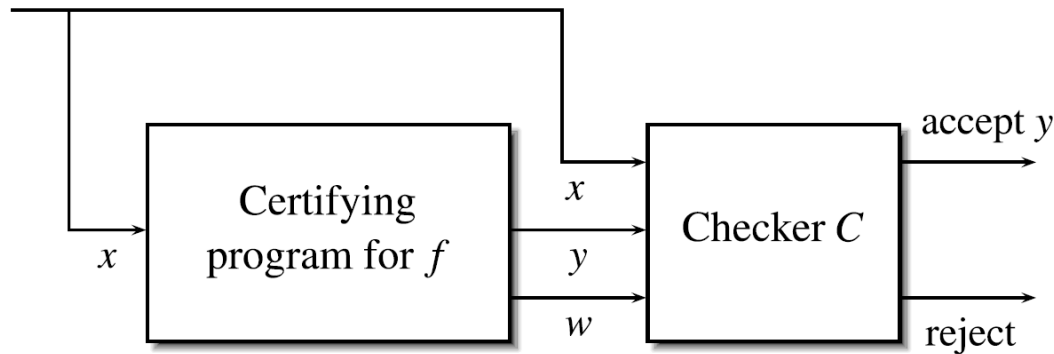 accept y
x
Certifying
program for f
Checker C
x
y
w
reject